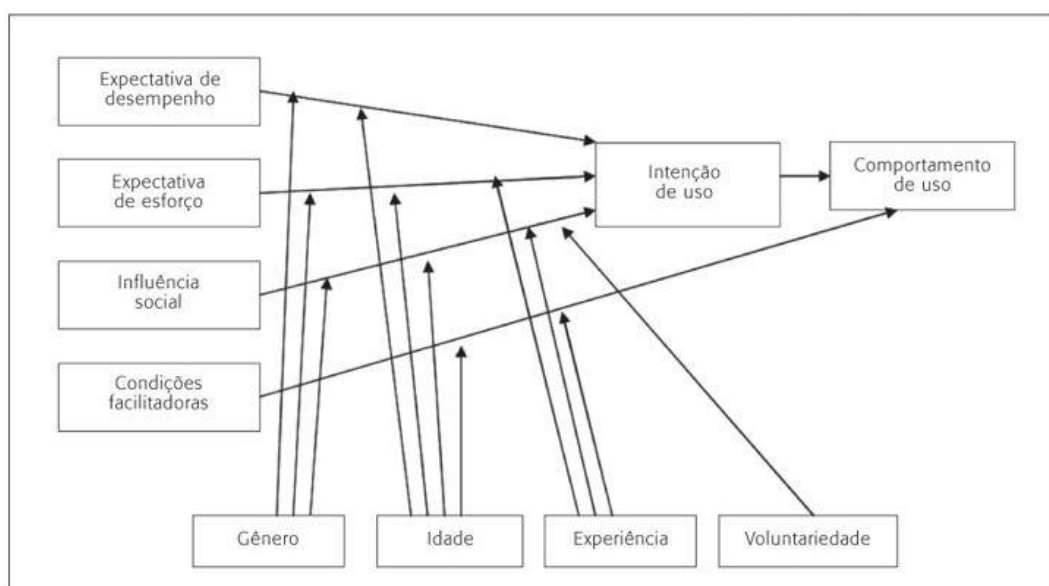 Expectativa de
desempenho
Expectativa
de esforço
Intenção
de uso
Comportamento
de uso
Influência
social
Condições
facilitadoras
Gênero
Idade
Experiência
Voluntariedade